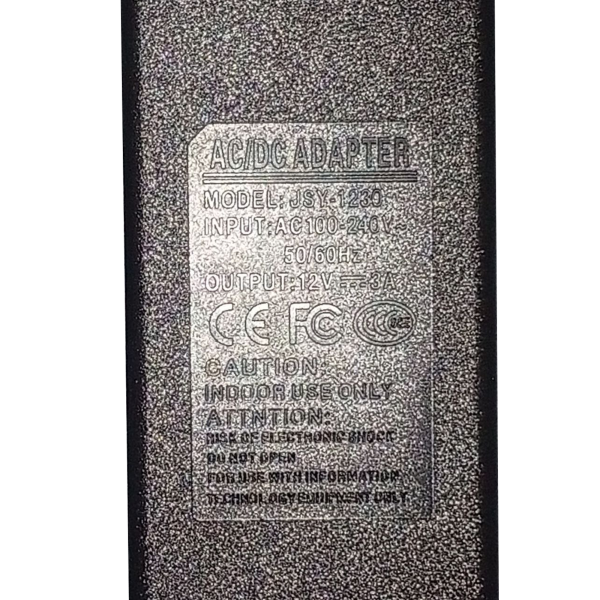 AC/DC ADAPTER
MODEL: JSY-1230
INPUT:AC100-240V~
50/60Hz
OUTPUT:12V⎓3A
CE FC CCC
CAUTION:
INDOOR USE ONLY
ATTNTION:
RISK OF ELECTRONIC SHOCK
DO NOT OPEN
FOR USE WITH INFORMATION
TECHNOLOGY EQUIPMENT ONLY